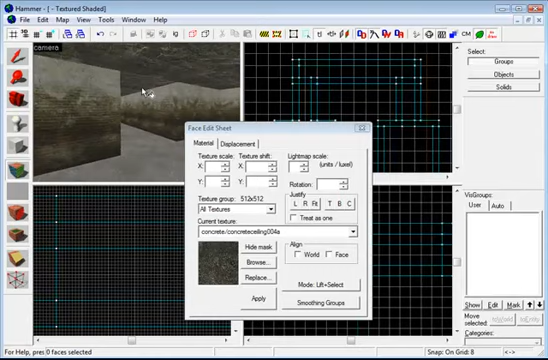 Hammer - [ - Textured Shaded]
File Edit Map View Tools Window Help
camera
Select:
Groups
Objects
Solids
Face Edit Sheet
Material Displacement
Texture scale: Texture shift: Lightmap scale:
X: X: (units / luxel)
Y: Y: Rotation:
Texture group: 512x512 Justify
All Textures L R Fit T B C
Treat as one
Current texture:
concrete/concreteceiling004a
Hide mask Align
World Face
Browse...
Replace... Mode: Lift+Select
Apply Smoothing Groups
VisGroups:
User Auto
Show Edit Mark
Move selected: toWorld toEntity
Categories:
For Help, press 0 faces selected Snap: On Grid: 8 <->